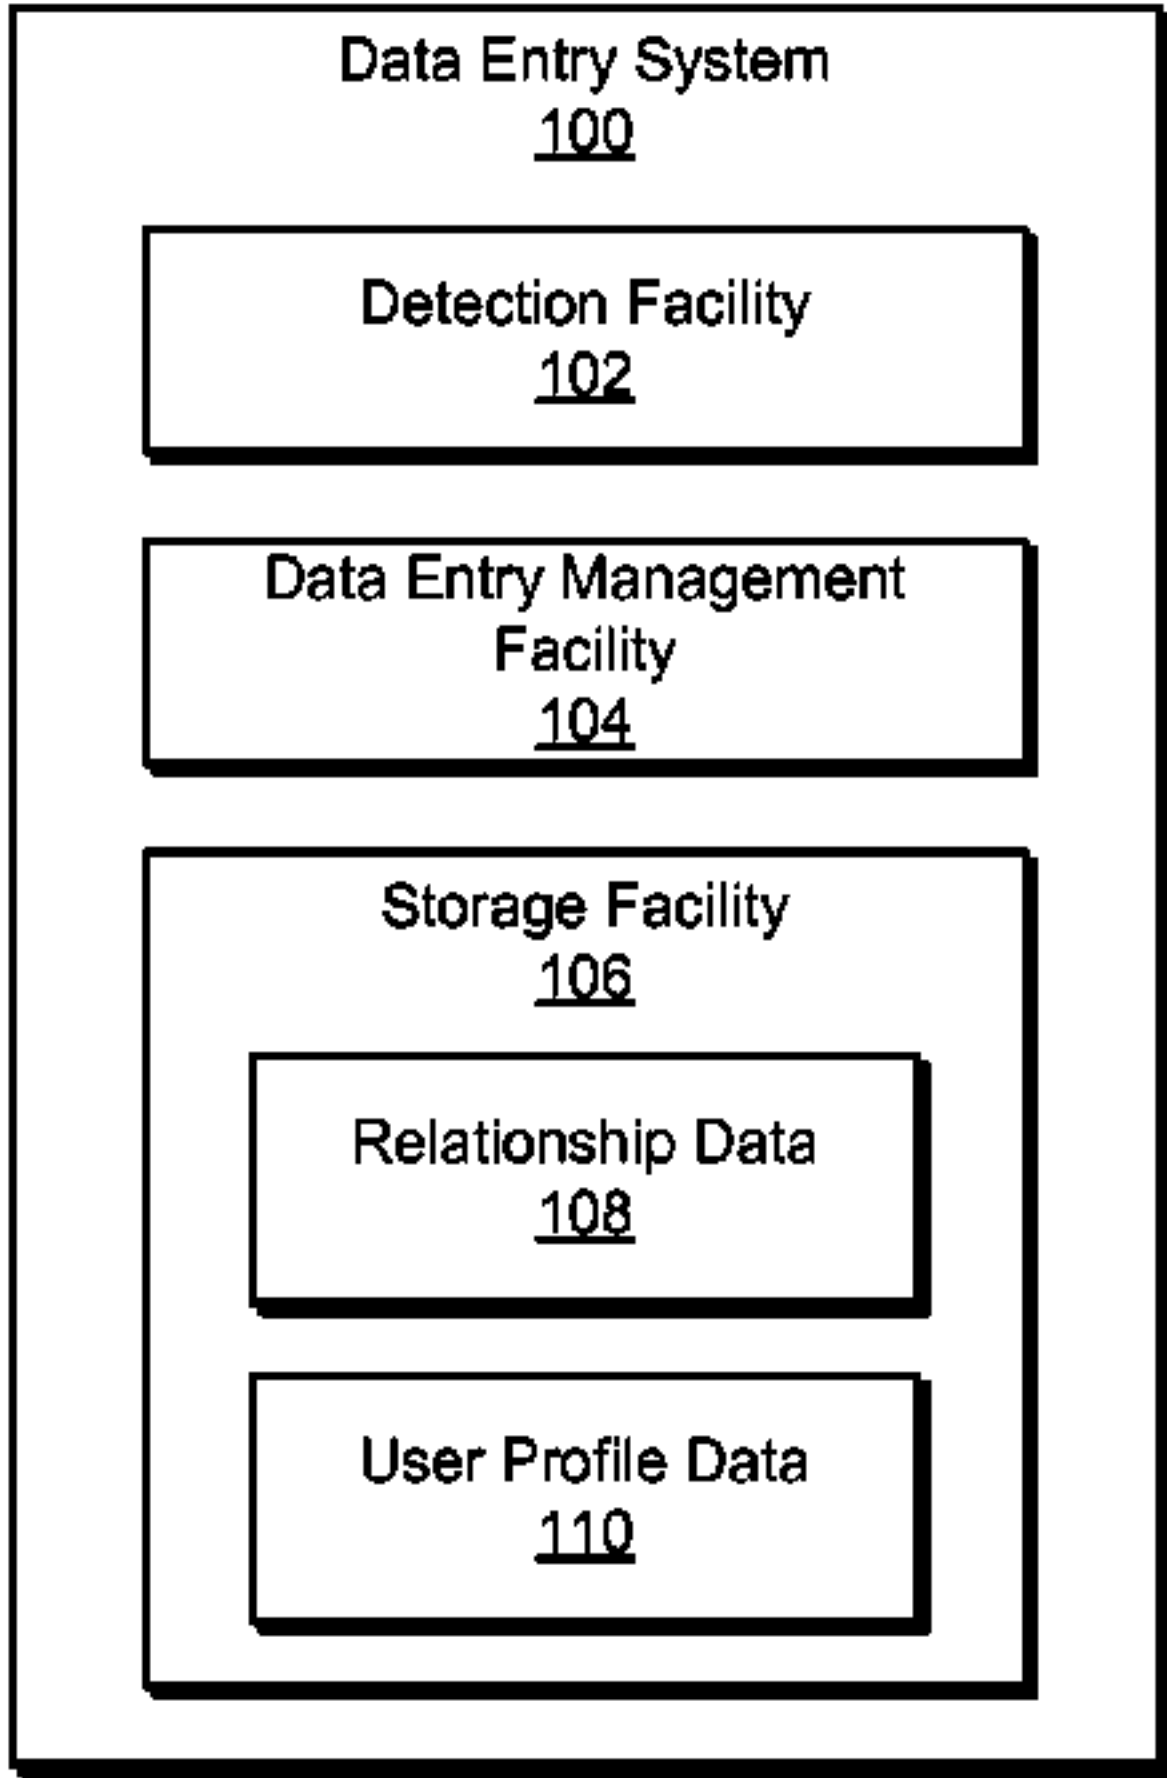 Data Entry System
100
Detection Facility
102
Data Entry Management
Facility
104
Storage Facility
106
Relationship Data
108
User Profile Data
110